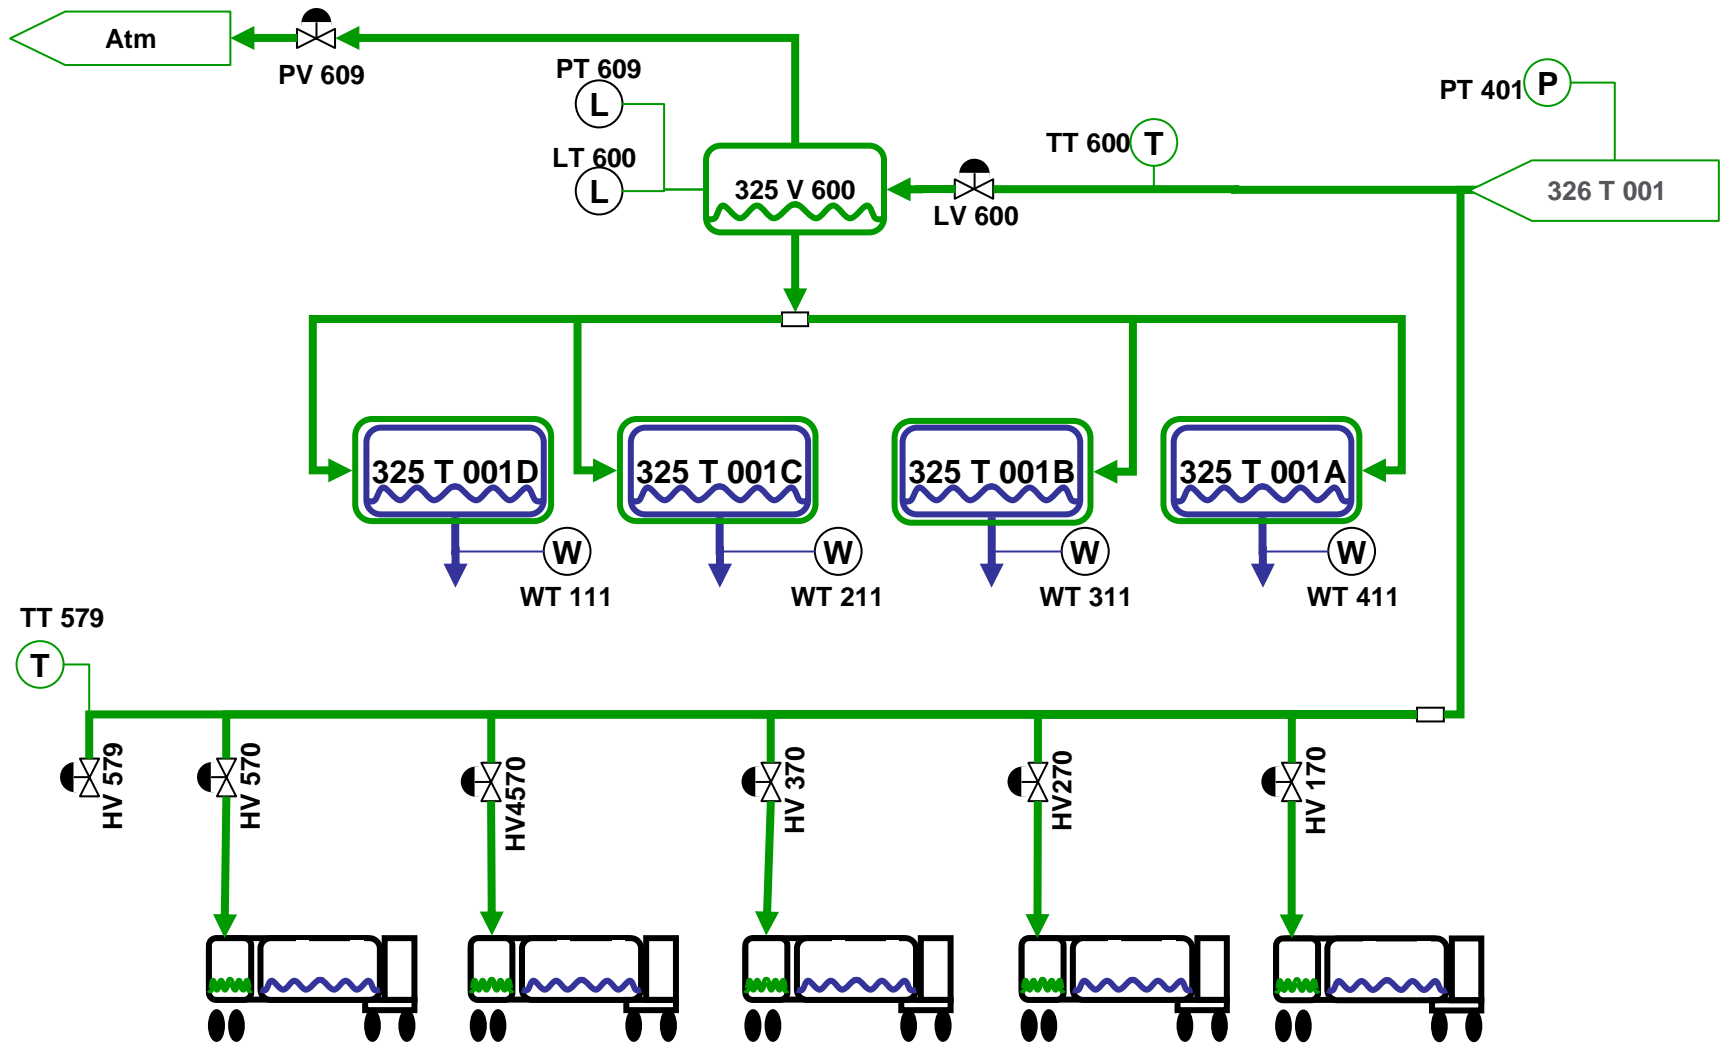 Atm
PV 609
PT 609
L
LT 600
L
325 V 600
TT 600
T
LV 600
PT 401
P
326 T 001
325 T 001D
325 T 001C
325 T 001B
325 T 001A
W
W
W
W
WT 111
WT 211
WT 311
WT 411
TT 579
T
HV 579
HV 570
HV4570
HV 370
HV270
HV 170